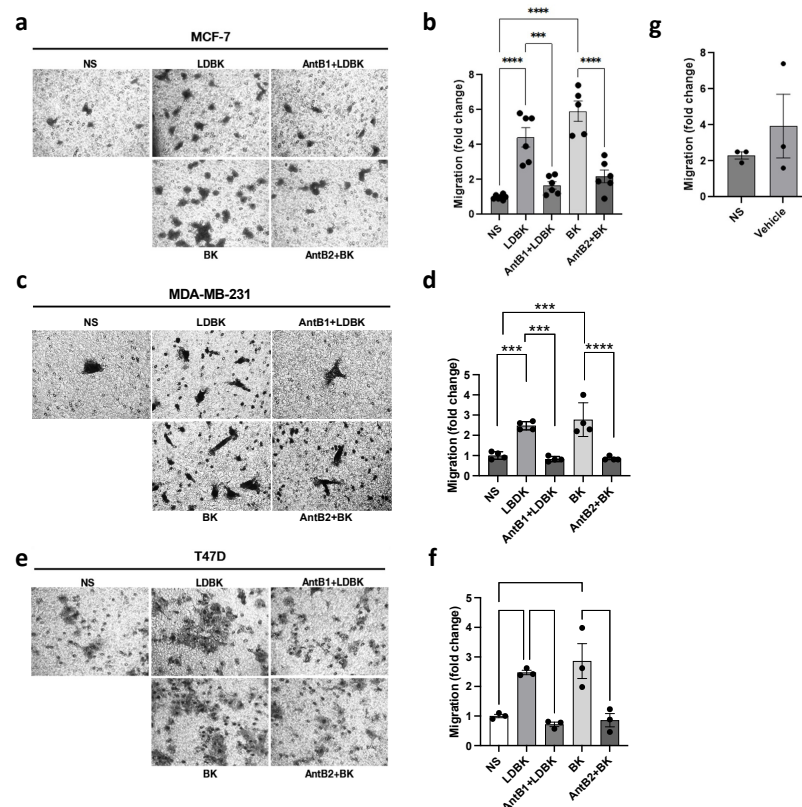 a
MCF-7
NS
LDBK
AntB1+LDBK
BK
AntB2+BK
b
****
***
****
****
Migration (fold change)
8
6
4
2
0
NS
LDBK
AntB1+LDBK
BK
AntB2+BK
g
Migration (fold change)
8
6
4
2
0
NS
Vehicle
c
MDA-MB-231
NS
LDBK
AntB1+LDBK
BK
AntB2+BK
d
***
***
***
****
Migration (fold change)
5
4
3
2
1
0
NS
LBDK
AntB1+LDBK
BK
AntB2+BK
e
T47D
NS
LDBK
AntB1+LDBK
BK
AntB2+BK
f
Migration (fold change)
5
4
3
2
1
0
NS
LDBK
AntB1+LDBK
BK
AntB2+BK